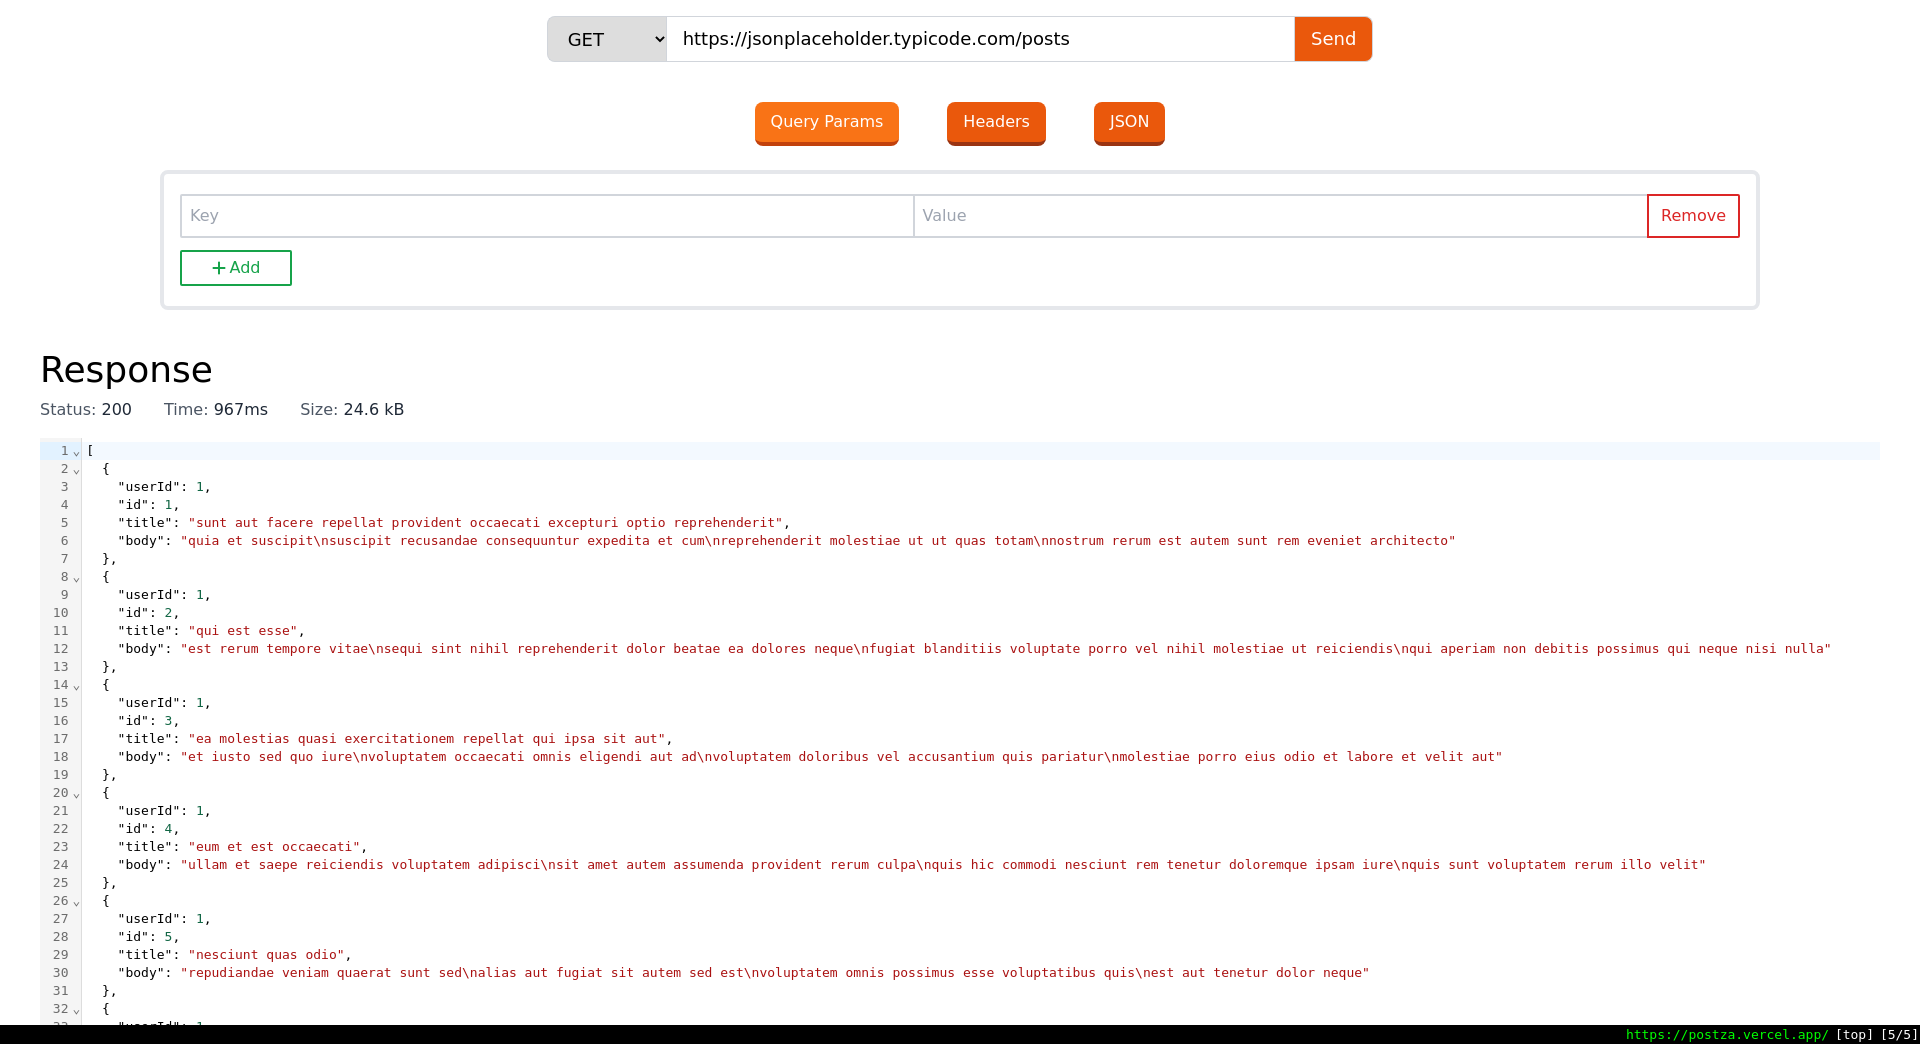 GET https://jsonplaceholder.typicode.com/posts Send
Query Params Headers JSON
Key Value Remove
+ Add
Response
Status: 200 Time: 967ms Size: 24.6 kB
1 [
2 {
3 "userId": 1,
4 "id": 1,
5 "title": "sunt aut facere repellat provident occaecati excepturi optio reprehenderit",
6 "body": "quia et suscipit\nsuscipit recusandae consequuntur expedita et cum\nreprehenderit molestiae ut ut quas totam\nnostrum rerum est autem sunt rem eveniet architecto"
7 },
8 {
9 "userId": 1,
10 "id": 2,
11 "title": "qui est esse",
12 "body": "est rerum tempore vitae\nsequi sint nihil reprehenderit dolor beatae ea dolores neque\nfugiat blanditiis voluptate porro vel nihil molestiae ut reiciendis\nqui aperiam non debitis possimus qui neque nisi nulla"
13 },
14 {
15 "userId": 1,
16 "id": 3,
17 "title": "ea molestias quasi exercitationem repellat qui ipsa sit aut",
18 "body": "et iusto sed quo iure\nvoluptatem occaecati omnis eligendi aut ad\nvoluptatem doloribus vel accusantium quis pariatur\nmolestiae porro eius odio et labore et velit aut"
19 },
20 {
21 "userId": 1,
22 "id": 4,
23 "title": "eum et est occaecati",
24 "body": "ullam et saepe reiciendis voluptatem adipisci\nsit amet autem assumenda provident rerum culpa\nquis hic commodi nesciunt rem tenetur doloremque ipsam iure\nquis sunt voluptatem rerum illo velit"
25 },
26 {
27 "userId": 1,
28 "id": 5,
29 "title": "nesciunt quas odio",
30 "body": "repudiandae veniam quaerat sunt sed\nalias aut fugiat sit autem sed est\nvoluptatem omnis possimus esse voluptatibus quis\nest aut tenetur dolor neque"
31 },
32 {
33 "userId": 1
https://postza.vercel.app/ [top] [5/5]